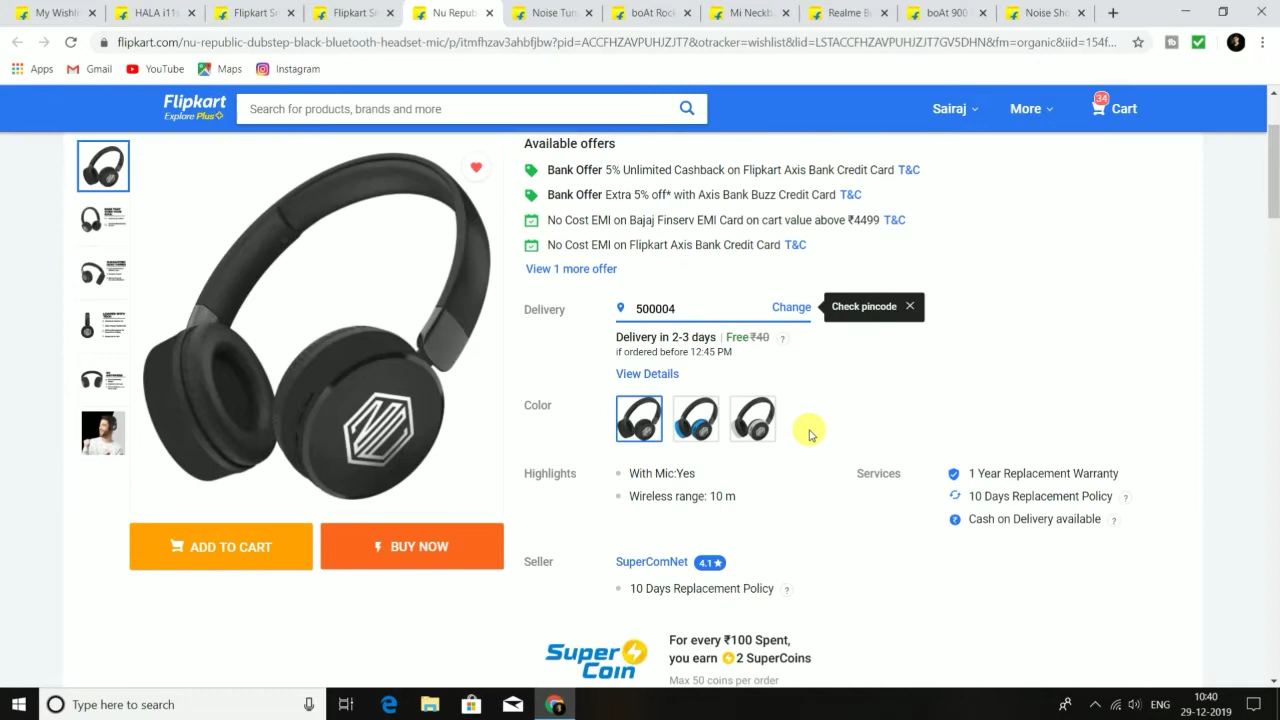 My Wishli
HALA i11s
Flipkart S
Flipkart S
Nu Repub
Noise Tun
boAt Rock
Mi Neckb
Realme B
boAt 900
Noise Sho
flipkart.com/nu-republic-dubstep-black-bluetooth-headset-mic/p/itmfhzav3ahbfjbw?pid=ACCFHZAVPUHJZJT7&otracker=wishlist&lid=LSTACCFHZAVPUHJZJT7GV5DHN&fm=organic&iid=154f...
Apps
Gmail
YouTube
Maps
Instagram
Flipkart
Explore Plus
Search for products, brands and more
Sairaj
More
34
Cart
Available offers
Bank Offer 5% Unlimited Cashback on Flipkart Axis Bank Credit Card T&C
Bank Offer Extra 5% off* with Axis Bank Buzz Credit Card T&C
No Cost EMI on Bajaj Finserv EMI Card on cart value above ₹4499 T&C
No Cost EMI on Flipkart Axis Bank Credit Card T&C
View 1 more offer
Delivery
500004
Change
Check pincode
Delivery in 2-3 days | Free ₹40 ?
if ordered before 12:45 PM
View Details
Color
Highlights
With Mic:Yes
Wireless range: 10 m
Services
1 Year Replacement Warranty
10 Days Replacement Policy ?
Cash on Delivery available ?
ADD TO CART
BUY NOW
Seller
SuperComNet 4.1★
10 Days Replacement Policy ?
Super Coin
For every ₹100 Spent,
you earn 2 SuperCoins
Max 50 coins per order
Type here to search
ENG
10:40
29-12-2019